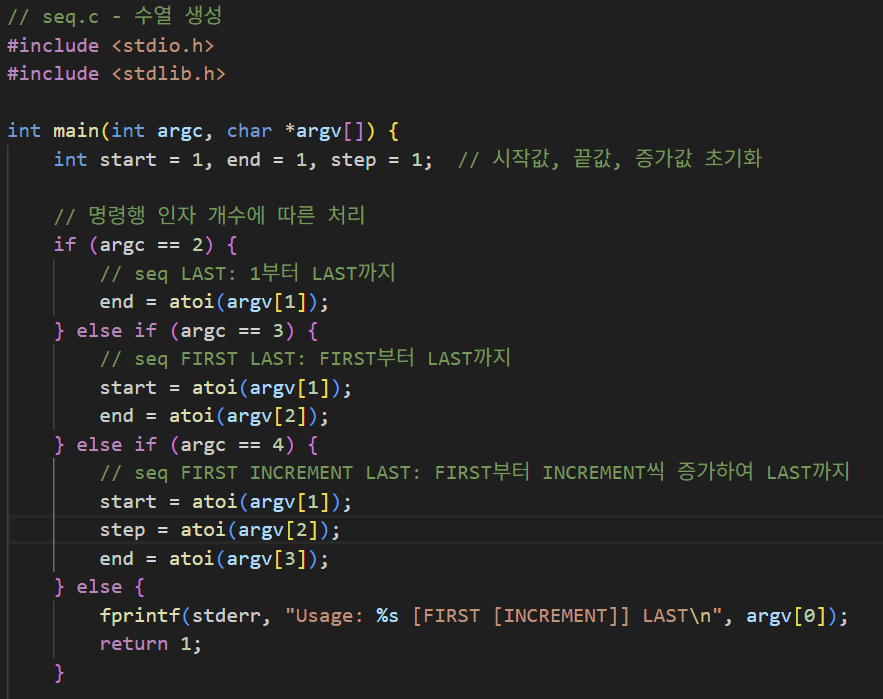 // seq.c - 수열 생성
#include <stdio.h>
#include <stdlib.h>

int main(int argc, char *argv[]) {
    int start = 1, end = 1, step = 1;  // 시작값, 끝값, 증가값 초기화

    // 명령행 인자 개수에 따른 처리
    if (argc == 2) {
        // seq LAST: 1부터 LAST까지
        end = atoi(argv[1]);
    } else if (argc == 3) {
        // seq FIRST LAST: FIRST부터 LAST까지
        start = atoi(argv[1]);
        end = atoi(argv[2]);
    } else if (argc == 4) {
        // seq FIRST INCREMENT LAST: FIRST부터 INCREMENT씩 증가하여 LAST까지
        start = atoi(argv[1]);
        step = atoi(argv[2]);
        end = atoi(argv[3]);
    } else {
        fprintf(stderr, "Usage: %s [FIRST [INCREMENT]] LAST\n", argv[0]);
        return 1;
    }